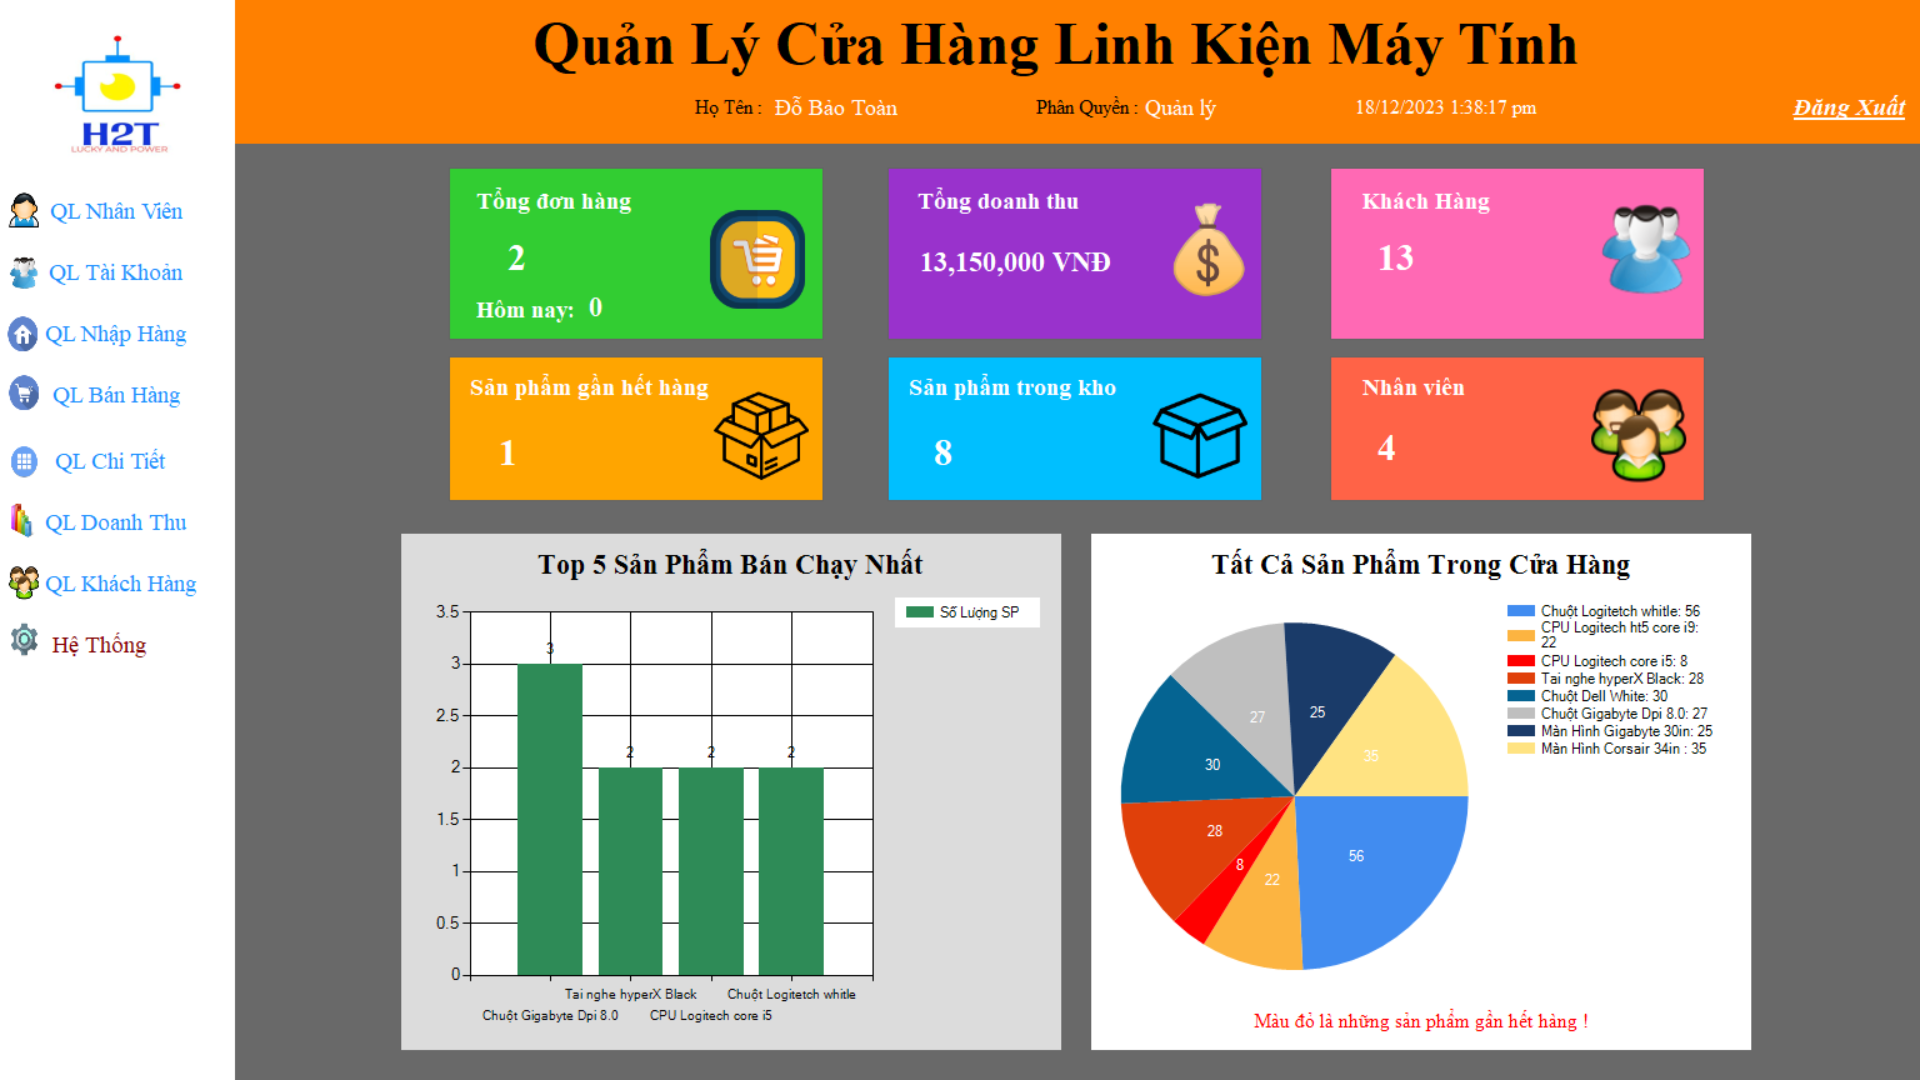 H2T
LUCKY AND POWER
QL Nhân Viên
QL Tài Khoản
QL Nhập Hàng
QL Bán Hàng
QL Chi Tiết
QL Doanh Thu
QL Khách Hàng
Hệ Thống
Quản Lý Cửa Hàng Linh Kiện Máy Tính
Họ Tên : Đỗ Bảo Toàn Phân Quyền : Quản lý 18/12/2023 1:38:17 pm Đăng Xuất
Tổng đơn hàng
2
Hôm nay: 0
Tổng doanh thu
13,150,000 VNĐ
$
Khách Hàng
13
Sản phẩm gần hết hàng
1
Sản phẩm trong kho
8
Nhân viên
4
Top 5 Sản Phẩm Bán Chạy Nhất
Số Lượng SP
3.5
3
2.5
2
1.5
1
0.5
0
3
2
2
2
Tai nghe hyperX Black Chuột Logitetch whitle
Chuột Gigabyte Dpi 8.0 CPU Logitech core i5
Tất Cả Sản Phẩm Trong Cửa Hàng
Chuột Logitetch whitle: 56
CPU Logitech ht5 core i9:
22
CPU Logitech core i5: 8
Tai nghe hyperX Black: 28
Chuột Dell White: 30
Chuột Gigabyte Dpi 8.0: 27
Màn Hình Gigabyte 30in: 25
Màn Hình Corsair 34in : 35
27
25
35
30
28
8
22
56
Màu đỏ là những sản phẩm gần hết hàng !